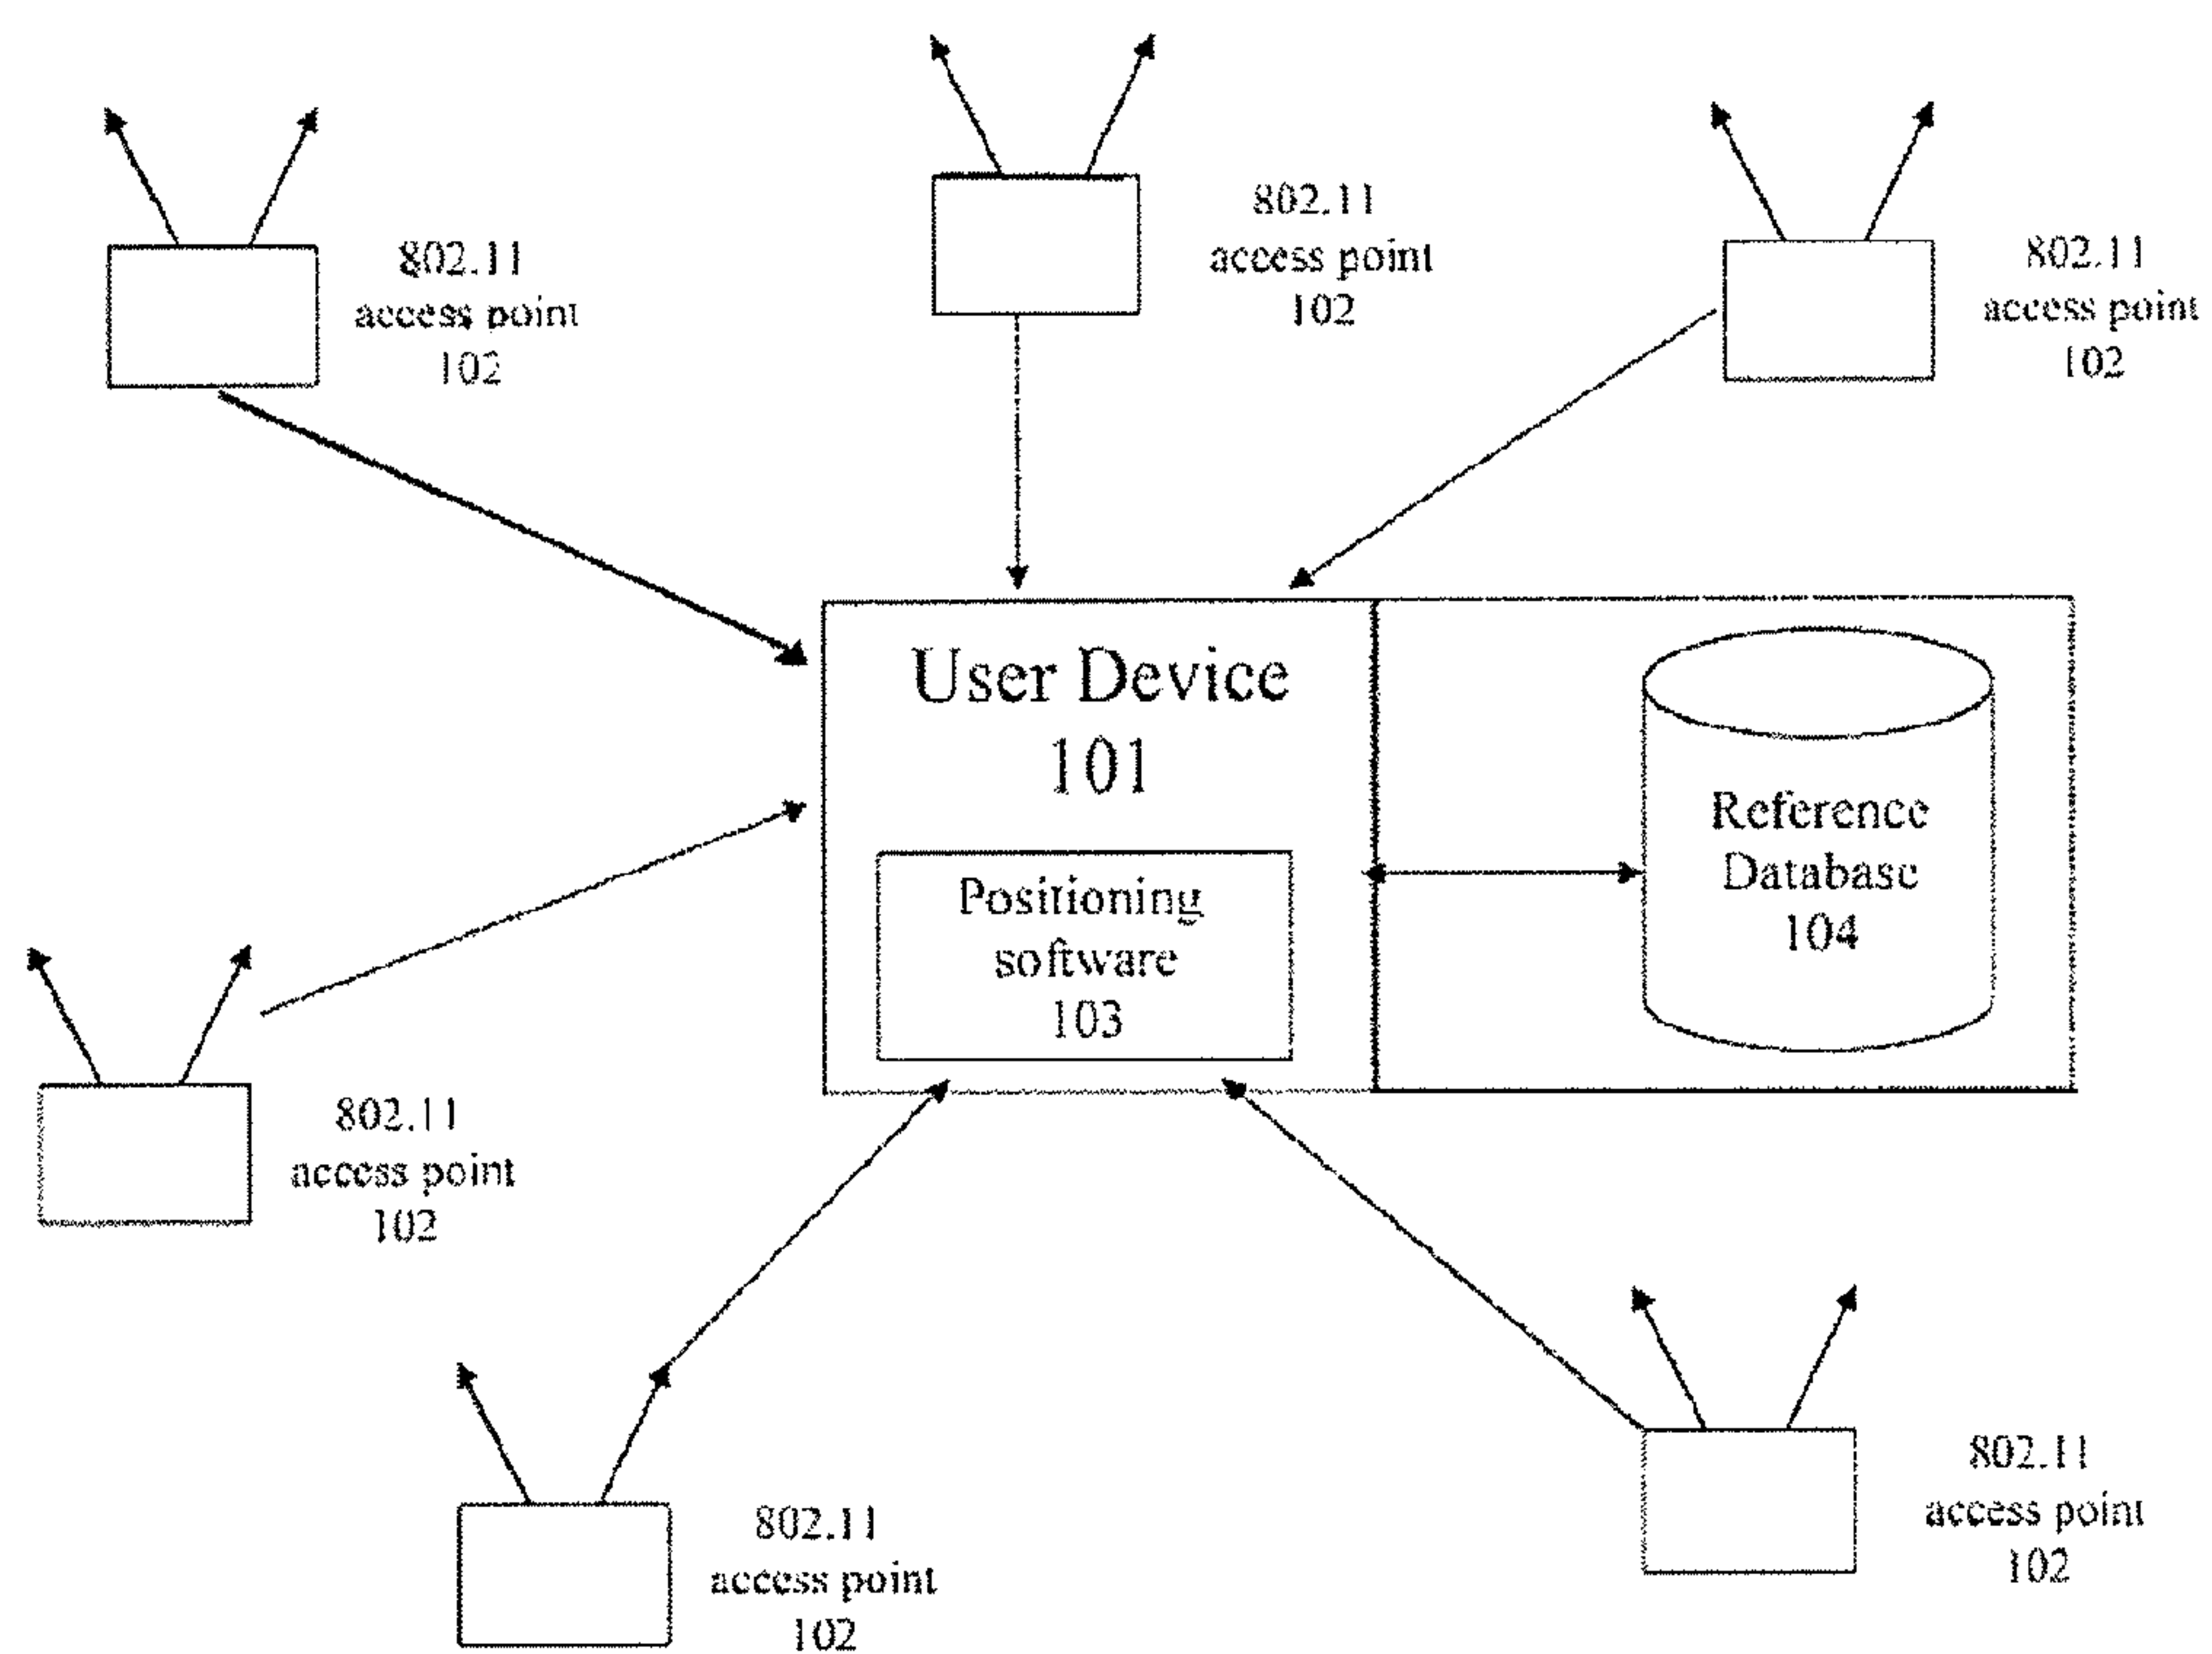 802.11
access point
102
802.11
access point
102
802.11
access point
102
User Device
101
Positioning
software
103
Reference
Database
104
802.11
access point
102
802.11
access point
102
802.11
access point
102